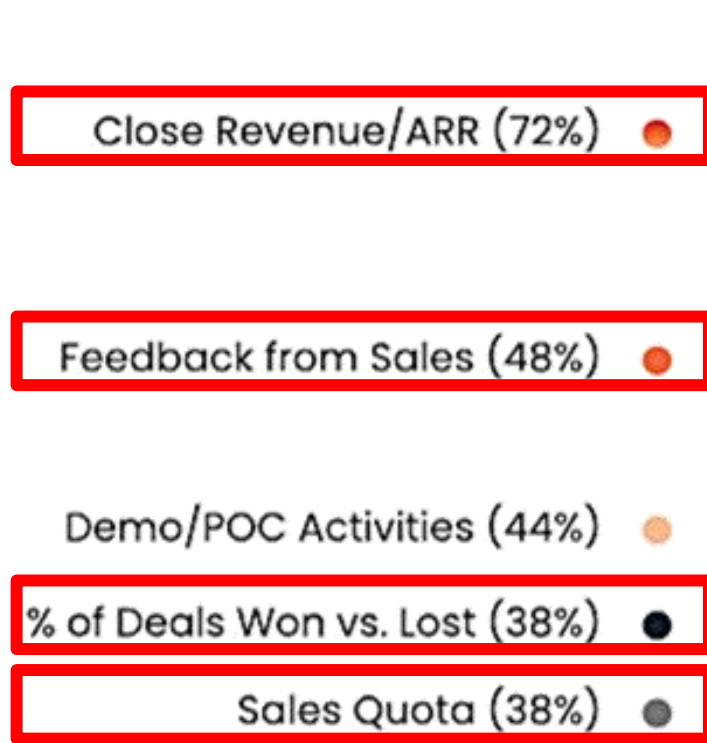 Close Revenue/ARR (72%)
Feedback from Sales (48%)
Demo/POC Activities (44%)
% of Deals Won vs. Lost (38%)
Sales Quota (38%)